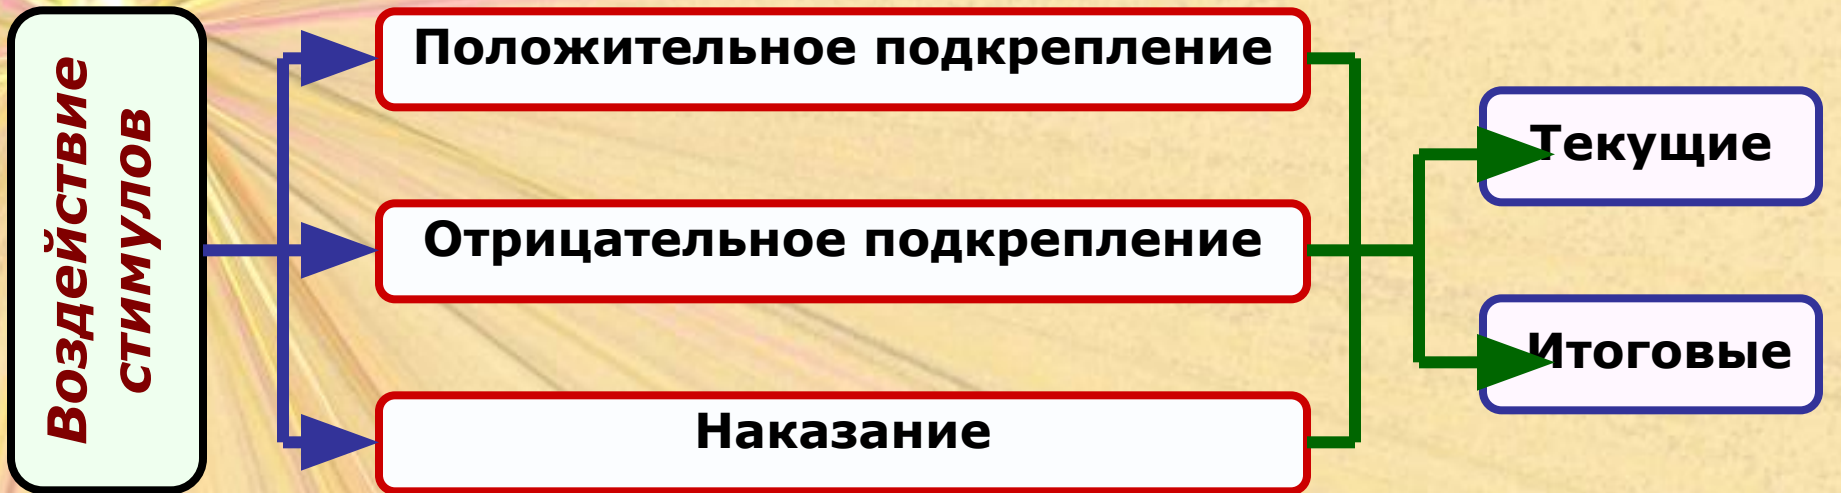 Воздействие
стимулов
Положительное подкрепление
Отрицательное подкрепление
Наказание
Текущие
Итоговые